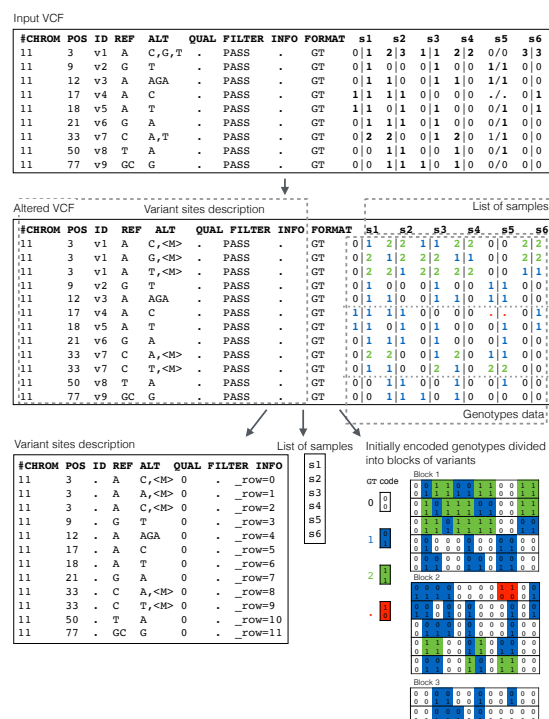 Input VCF
#CHROM POS ID REF ALT QUAL FILTER INFO FORMAT s1 s2 s3 s4 s5 s6
11 3 v1 A C,G,T . PASS . GT 0|1 2|3 1|1 2|2 0/0 3|3
11 9 v2 G T . PASS . GT 0|1 0|0 0|1 0|0 1/1 0|0
11 12 v3 A AGA . PASS . GT 0|1 1|0 0|1 1|0 1/1 0|0
11 17 v4 A C . PASS . GT 1|1 1|1 0|0 0|0 ./. 0|1
11 18 v5 A T . PASS . GT 1|1 0|1 0|0 0|0 0/1 0|1
11 21 v6 G A . PASS . GT 0|1 0|1 0|1 0|0 0/1 0|0
11 33 v7 C A,T . PASS . GT 0|2 2|0 0|1 2|0 1/1 0|0
11 50 v8 T A . PASS . GT 0|0 1|1 0|0 1|0 0/1 0|0
11 77 v9 GC G . PASS . GT 0|0 1|1 1|0 1|0 0/0 0|0
Altered VCF Variant sites description List of samples
#CHROM POS ID REF ALT QUAL FILTER INFO FORMAT s1 s2 s3 s4 s5 s6
11 3 v1 A C,<M> . PASS . GT 0|1 2|2 1|1 2|2 0|0 2|2
11 3 v1 A G,<M> . PASS . GT 0|2 1|2 2|2 1|1 0|0 2|2
11 3 v1 A T,<M> . PASS . GT 0|2 2|1 2|2 2|2 0|0 1|1
11 9 v2 G T . PASS . GT 0|1 0|0 0|1 0|0 1|1 0|0
11 12 v3 A AGA . PASS . GT 0|1 1|0 0|1 1|0 1|1 0|0
11 17 v4 A C . PASS . GT 1|1 1|1 0|0 0|0 .|. 0|1
11 18 v5 A T . PASS . GT 1|1 0|1 0|0 0|0 0|1 0|1
11 21 v6 G A . PASS . GT 0|1 0|1 0|1 0|0 0|1 0|0
11 33 v7 C A,<M> . PASS . GT 0|2 2|0 0|1 2|0 1|1 0|0
11 33 v7 C T,<M> . PASS . GT 0|1 1|0 0|2 1|0 2|2 0|0
11 50 v8 T A . PASS . GT 0|0 1|1 0|0 1|0 0|1 0|0
11 77 v9 GC G . PASS . GT 0|0 1|1 1|0 1|0 0|0 0|0
Genotypes data
Variant sites description
#CHROM POS ID REF ALT QUAL FILTER INFO
11 3 . A C,<M> 0 . _row=0
11 3 . A A,<M> 0 . _row=1
11 3 . A C,<M> 0 . _row=2
11 9 . G T 0 . _row=3
11 12 . A AGA 0 . _row=4
11 17 . A C 0 . _row=5
11 18 . A T 0 . _row=6
11 21 . G A 0 . _row=7
11 33 . C A,<M> 0 . _row=8
11 33 . C T,<M> 0 . _row=9
11 50 . T A 0 . _row=10
11 77 . GC G 0 . _row=11
List of samples
s1
s2
s3
s4
s5
s6
Initially encoded genotypes divided
into blocks of variants
GT code
0 0 0
1 0 1
2 1 1
. 1 0
Block 1
Block 2
Block 3